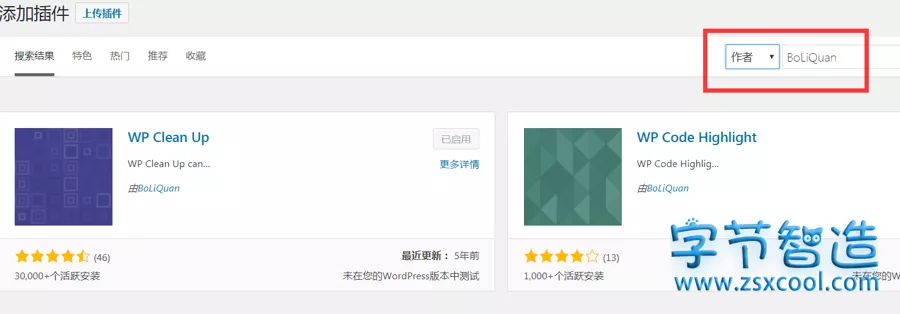 添加插件 上传插件
搜索结果 特色 热门 推荐 收藏 作者 BoLiQuan
WP Clean Up 已启用
WP Clean Up can... 更多详情
由BoLiQuan
(46) 最近更新： 5年前
30,000+个活跃安装 未在您的WordPress版本中测试
WP Code Highlight
WP Code Highlig...
由BoLiQuan
(13)
1,000+个活跃安装 未在您的W
字节智造
www.zsxcool.com